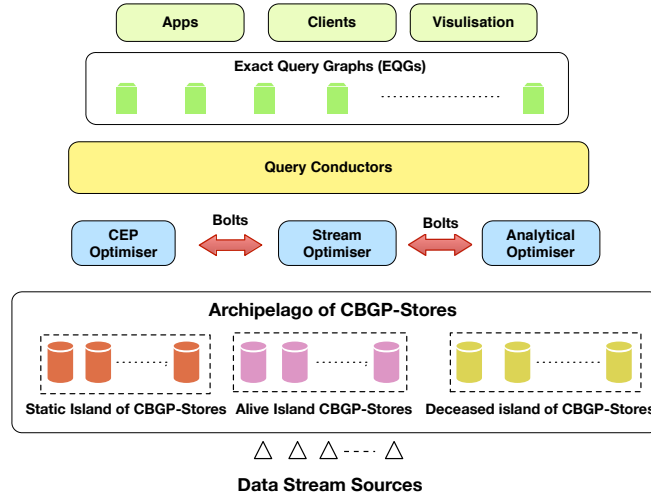 Apps
Clients
Visulisation
Exact Query Graphs (EQGs)
Query Conductors
Bolts
Bolts
CEP
Optimiser
Stream
Optimiser
Analytical
Optimiser
Archipelago of CBGP-Stores
Static Island of CBGP-Stores
Alive Island CBGP-Stores
Deceased island of CBGP-Stores
Data Stream Sources